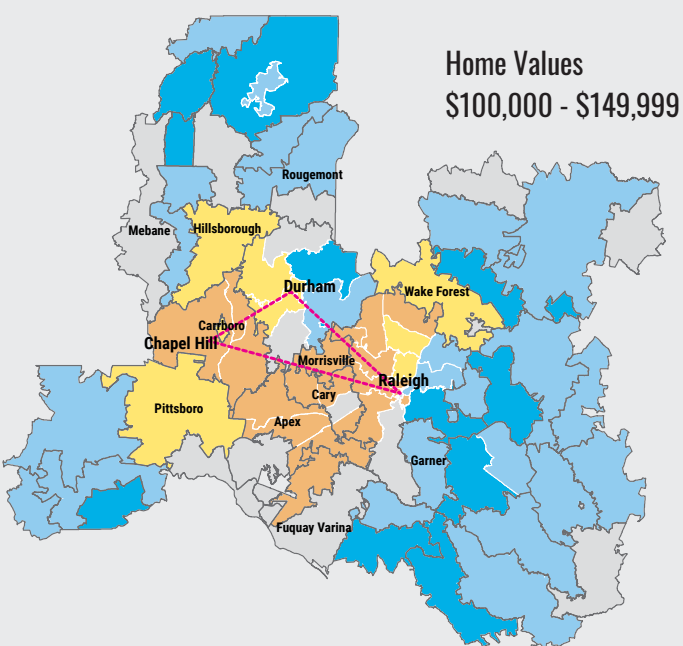 Home Values
$100,000 - $149,999
Rougemont
Mebane
Hillsborough
Durham
Wake Forest
Carrboro
Chapel Hill
Morrisville
Raleigh
Cary
Pittsboro
Apex
Garner
Fuquay Varina